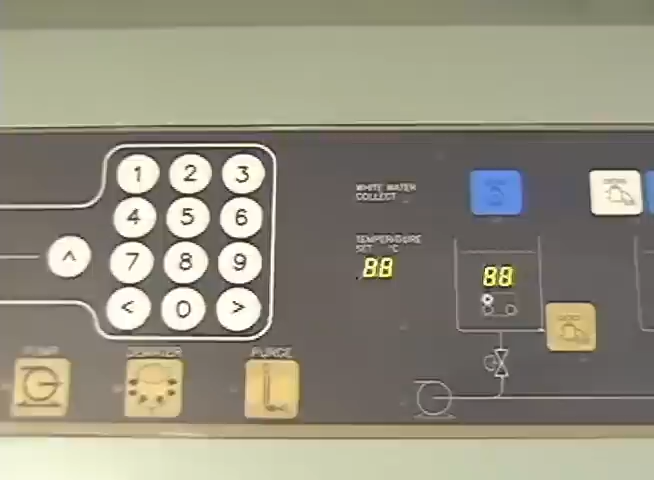 1 2 3
4 5 6
7 8 9
^
< 0 >
WHITE WATER
COLLECT
TEMPERATURE
SET °C
88
88
PUMP
DEWATER
PURGE